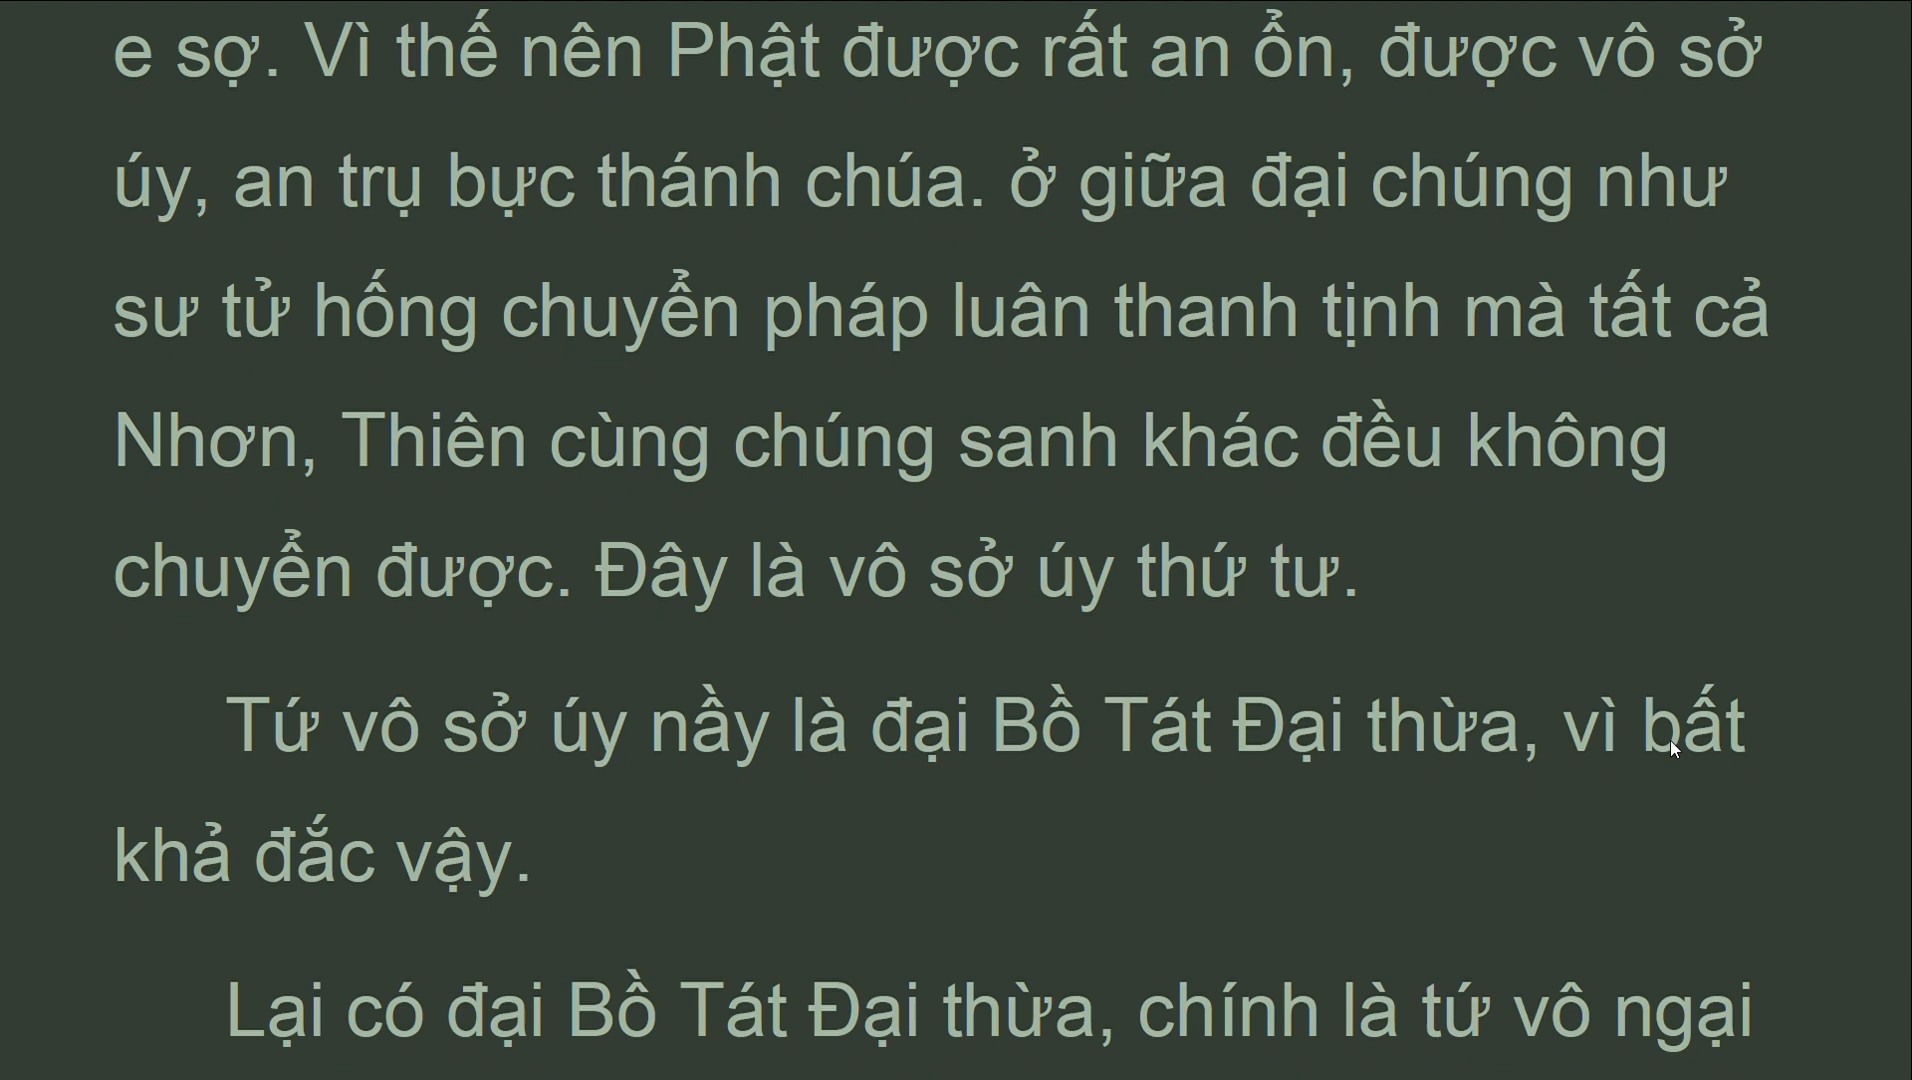 e sợ. Vì thế nên Phật được rất an ổn, được vô sở
úy, an trụ bực thánh chúa. ở giữa đại chúng như
sư tử hống chuyển pháp luân thanh tịnh mà tất cả
Nhơn, Thiên cùng chúng sanh khác đều không
chuyển được. Đây là vô sở úy thứ tư.
Tứ vô sở úy nầy là đại Bồ Tát Đại thừa, vì bất
khả đắc vậy.
Lại có đại Bồ Tát Đại thừa, chính là tứ vô ngại